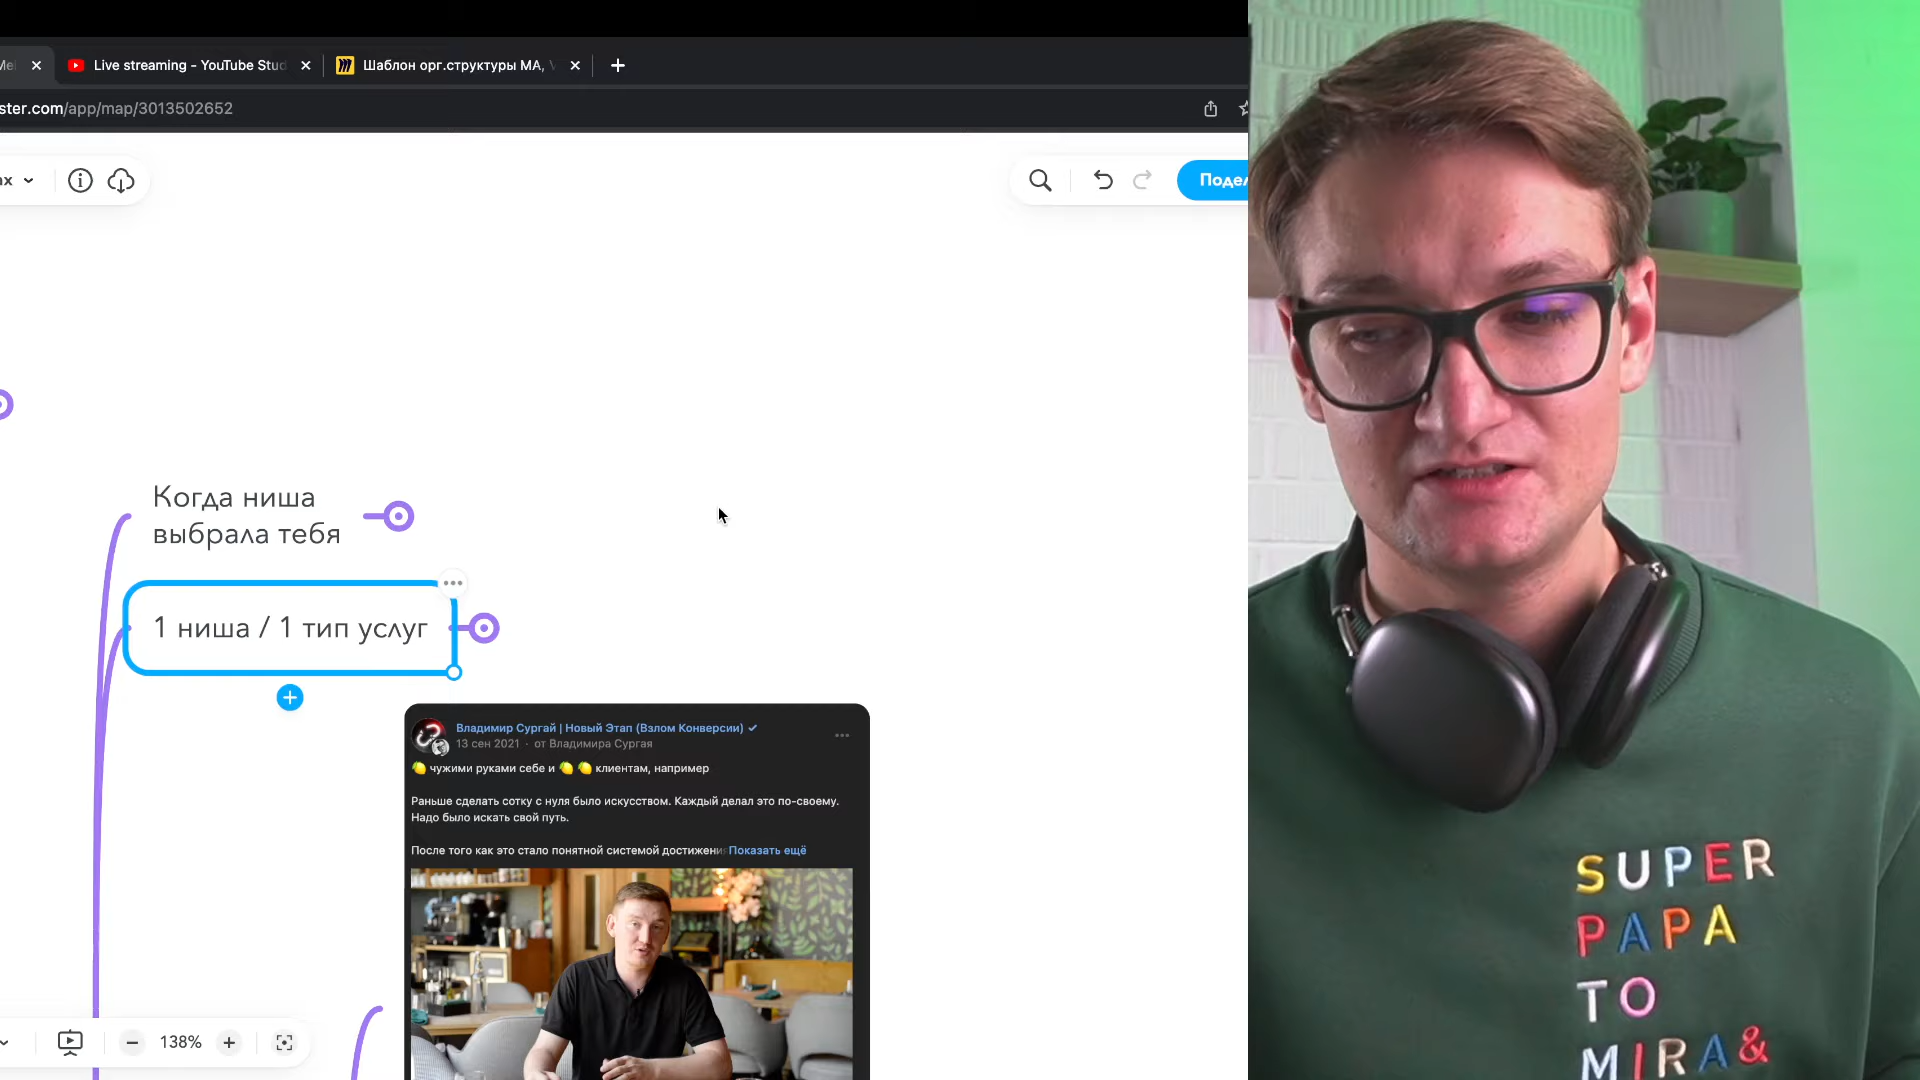 Live streaming - YouTube Stud
Шаблон орг.структуры МА,
ster.com/app/map/3013502652
Подел
Когда ниша
выбрала тебя
1 ниша / 1 тип услуг
Владимир Сургай | Новый Этап (Взлом Конверсии)
13 сен 2021 · от Владимира Сургая
🍋 чужими руками себе и 🍋 🍋 клиентам, например
Раньше сделать сотку с нуля было искусством. Каждый делал это по-своему.
Надо было искать свой путь.
После того как это стало понятной системой достижени Показать ещё
138%
SUPER
PAPA
TO
MIRA&